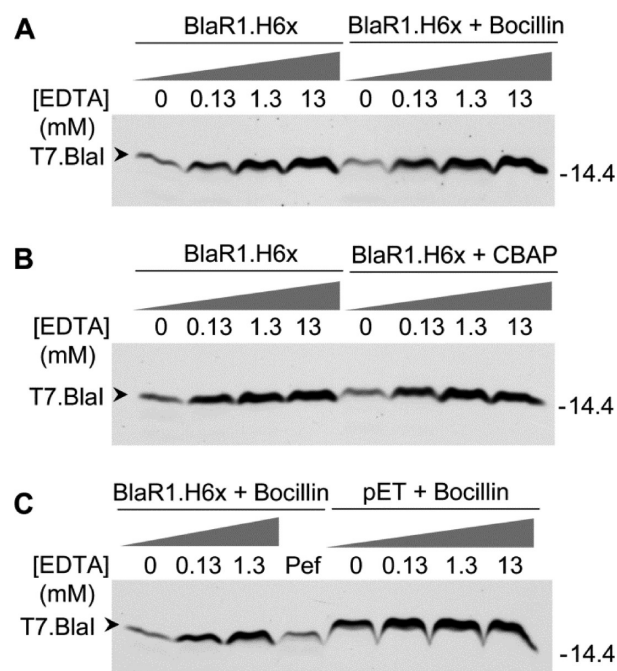 A
BlaR1.H6x BlaR1.H6x + Bocillin
[EDTA] 0 0.13 1.3 13 0 0.13 1.3 13
(mM)
T7.BlaI
-14.4
B
BlaR1.H6x BlaR1.H6x + CBAP
[EDTA] 0 0.13 1.3 13 0 0.13 1.3 13
(mM)
T7.BlaI
-14.4
C
BlaR1.H6x + Bocillin pET + Bocillin
[EDTA] 0 0.13 1.3 Pef 0 0.13 1.3 13
(mM)
T7.BlaI
-14.4